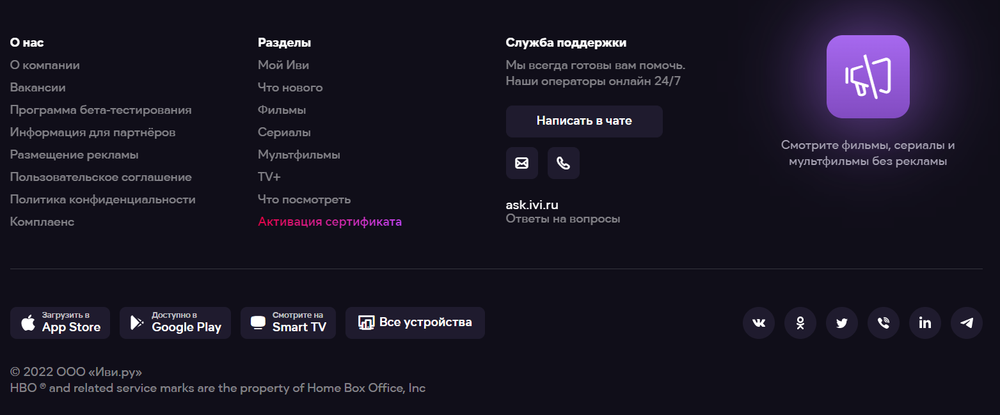 О нас
О компании
Вакансии
Программа бета-тестирования
Информация для партнёров
Размещение рекламы
Пользовательское соглашение
Политика конфиденциальности
Комплаенс
Разделы
Мой Иви
Что нового
Фильмы
Сериалы
Мультфильмы
TV+
Что посмотреть
Активация сертификата
Служба поддержки
Мы всегда готовы вам помочь.
Наши операторы онлайн 24/7
Написать в чате
ask.ivi.ru
Ответы на вопросы
Смотрите фильмы, сериалы и
мультфильмы без рекламы
Загрузить в
App Store
Доступно в
Google Play
Смотрите на
Smart TV
Все устройства
in
© 2022 ООО «Иви.ру»
HBO ® and related service marks are the property of Home Box Office, Inc